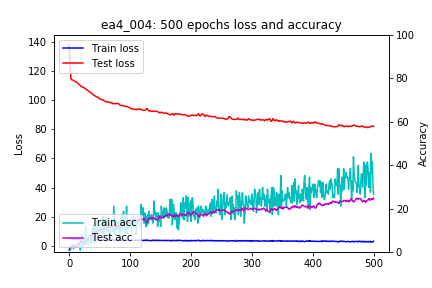 ea4_004: 500 epochs loss and accuracy
Train loss
Test loss
Train acc
Test acc
Loss
Accuracy
140
120
100
80
60
40
20
0
100
80
60
40
20
0
0
100
200
300
400
500